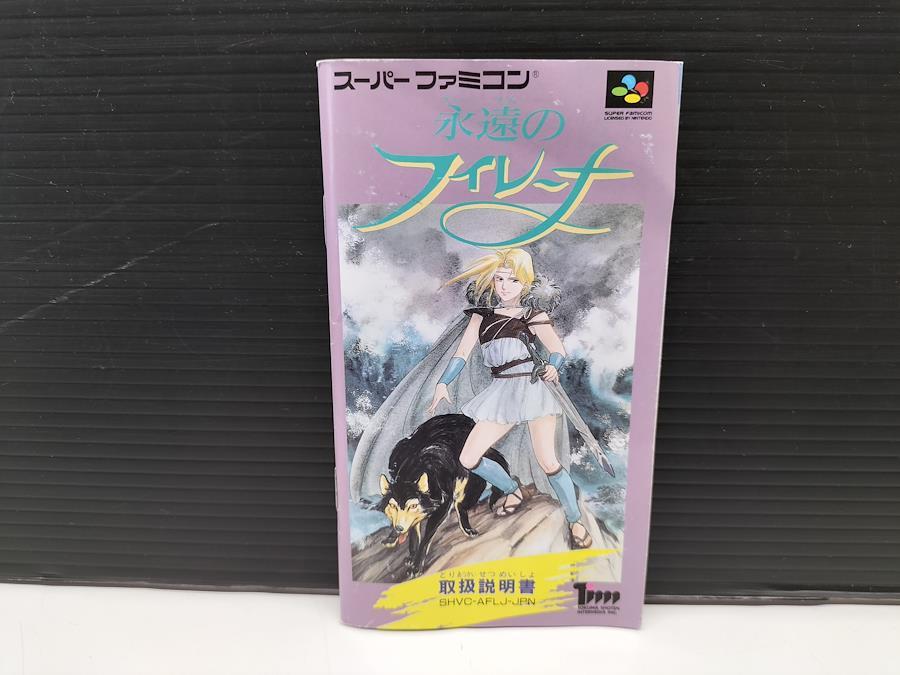 スーパーファミコン®
SUPER FAMICOM
LICENSED BY NINTENDO
永遠の
フィレーナ
とりあつかいせつめいしょ
取扱説明書
SHVC-AFLJ-JPN
TOKUMA SHOTEN
INTERMEDIA INC.